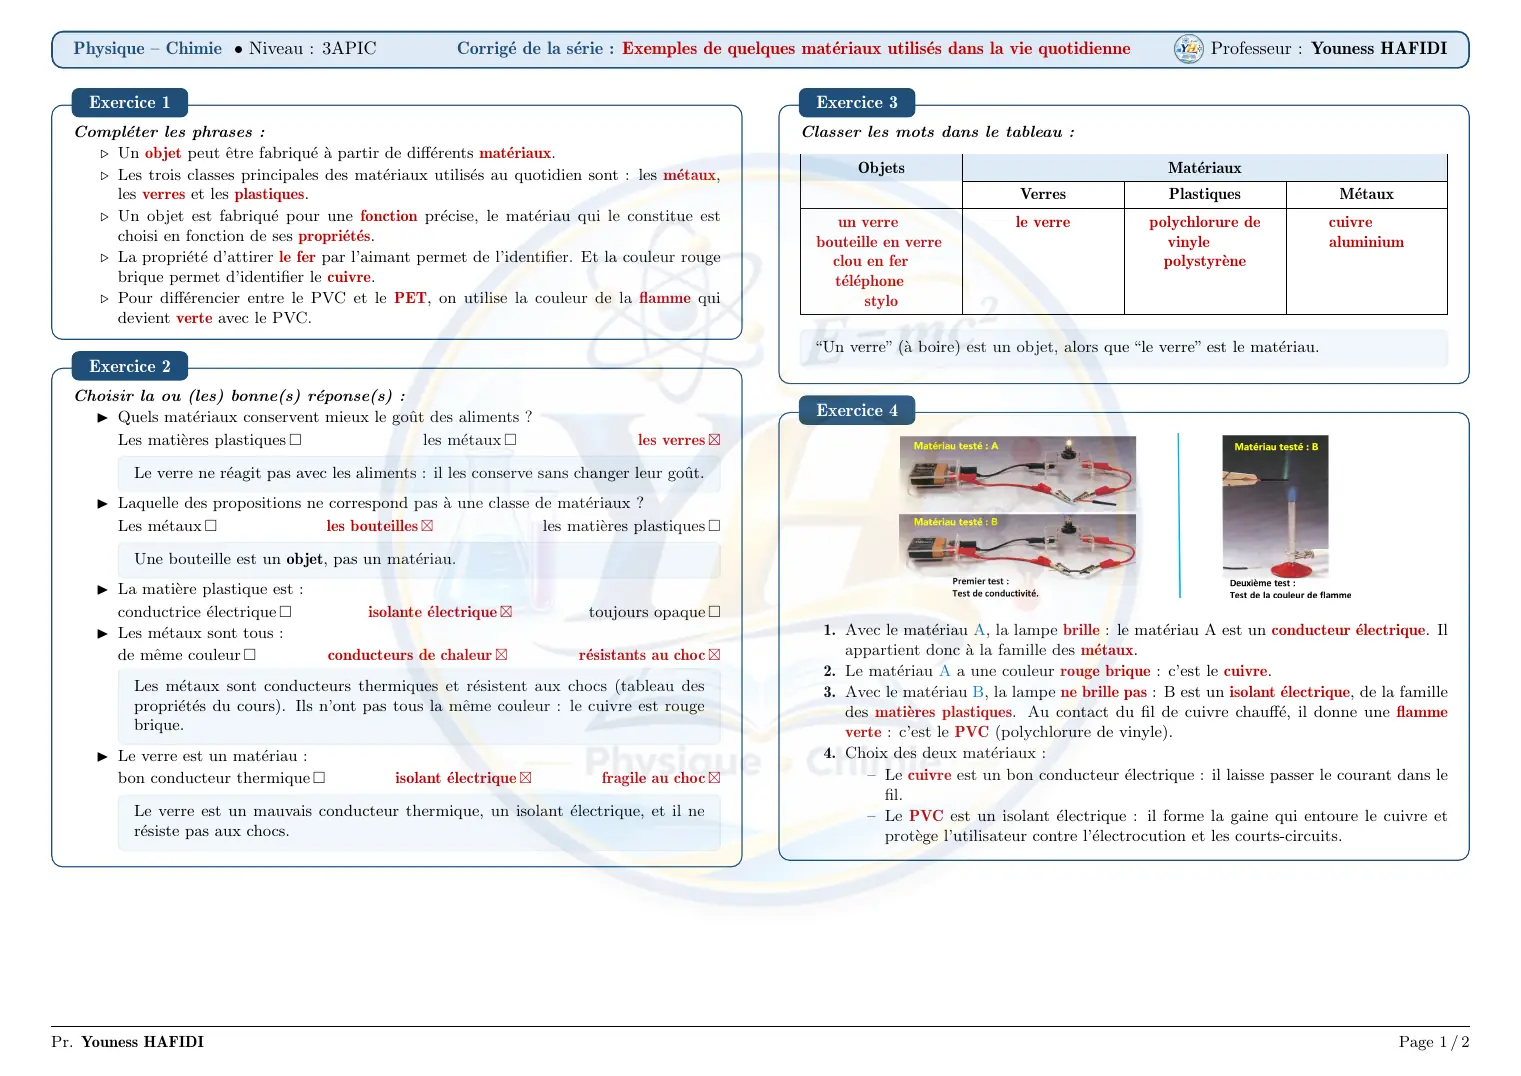 Physique – Chimie • Niveau : 3APIC
Corrigé de la série : Exemples de quelques matériaux utilisés dans la vie quotidienne
Professeur : Youness HAFIDI
Exercice 1
Compléter les phrases :
▷ Un objet peut être fabriqué à partir de différents matériaux.
▷ Les trois classes principales des matériaux utilisés au quotidien sont : les métaux,
les verres et les plastiques.
▷ Un objet est fabriqué pour une fonction précise, le matériau qui le constitue est
choisi en fonction de ses propriétés.
▷ La propriété d'attirer le fer par l'aimant permet de l'identifier. Et la couleur rouge
brique permet d'identifier le cuivre.
▷ Pour différencier entre le PVC et le PET, on utilise la couleur de la flamme qui
devient verte avec le PVC.
Exercice 2
Choisir la ou (les) bonne(s) réponse(s) :
▶ Quels matériaux conservent mieux le goût des aliments ?
Les matières plastiques ☐ les métaux ☐ les verres ☒
Le verre ne réagit pas avec les aliments : il les conserve sans changer leur goût.
▶ Laquelle des propositions ne correspond pas à une classe de matériaux ?
Les métaux ☐ les bouteilles ☒ les matières plastiques ☐
Une bouteille est un objet, pas un matériau.
▶ La matière plastique est :
conductrice électrique ☐ isolante électrique ☒ toujours opaque ☐
▶ Les métaux sont tous :
de même couleur ☐ conducteurs de chaleur ☒ résistants au choc ☒
Les métaux sont conducteurs thermiques et résistent aux chocs (tableau des
propriétés du cours). Ils n'ont pas tous la même couleur : le cuivre est rouge
brique.
▶ Le verre est un matériau :
bon conducteur thermique ☐ isolant électrique ☒ fragile au choc ☒
Le verre est un mauvais conducteur thermique, un isolant électrique, et il ne
résiste pas aux chocs.
Exercice 3
Classer les mots dans le tableau :
Objets Matériaux
Verres Plastiques Métaux
un verre le verre polychlorure de cuivre
bouteille en verre vinyle aluminium
clou en fer polystyrène
téléphone
stylo
E=mc²
"Un verre" (à boire) est un objet, alors que "le verre" est le matériau.
Exercice 4
Matériau testé : A
Matériau testé : B
Premier test :
Test de conductivité.
Matériau testé : B
Deuxième test :
Test de la couleur de flamme
1. Avec le matériau A, la lampe brille : le matériau A est un conducteur électrique. Il
appartient donc à la famille des métaux.
2. Le matériau A a une couleur rouge brique : c'est le cuivre.
3. Avec le matériau B, la lampe ne brille pas : B est un isolant électrique, de la famille
des matières plastiques. Au contact du fil de cuivre chauffé, il donne une flamme
verte : c'est le PVC (polychlorure de vinyle).
4. Choix des deux matériaux :
– Le cuivre est un bon conducteur électrique : il laisse passer le courant dans le
fil.
– Le PVC est un isolant électrique : il forme la gaine qui entoure le cuivre et
protège l'utilisateur contre l'électrocution et les courts-circuits.
YH
Physique • Chimie
Pr. Youness HAFIDI
Page 1 / 2